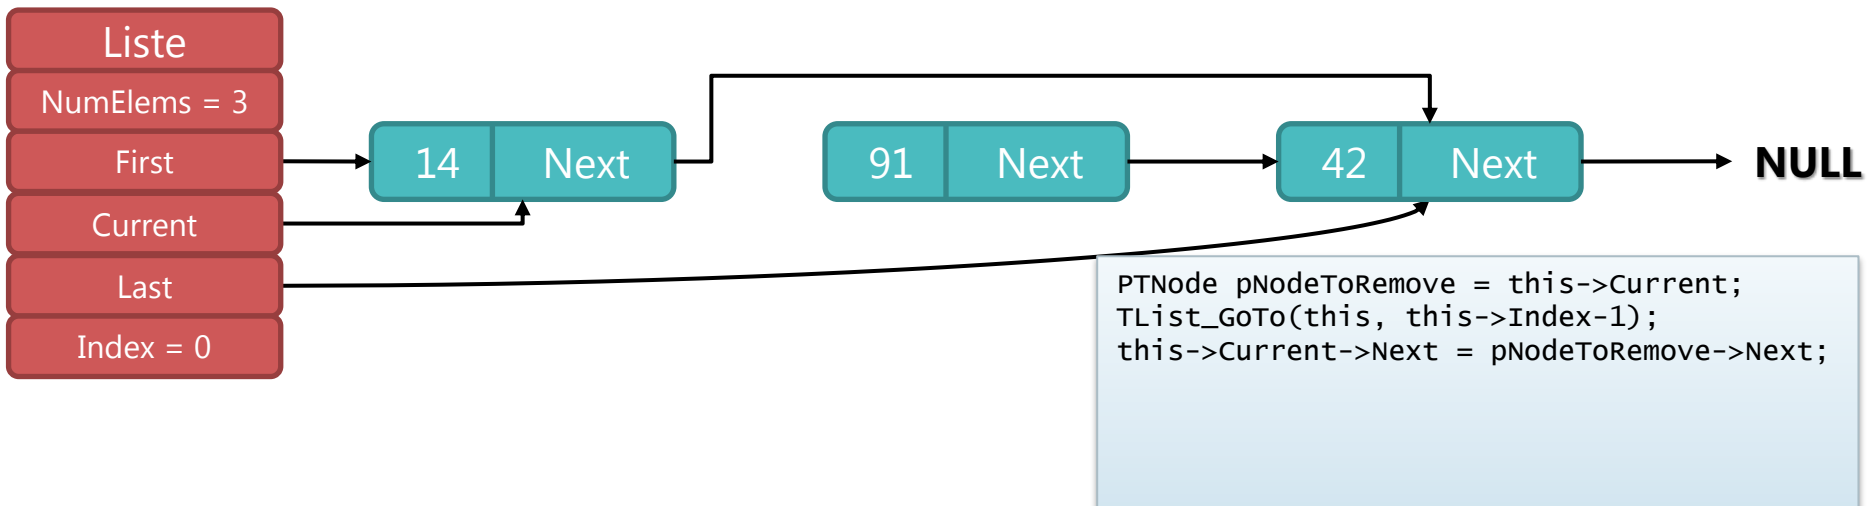 Liste
NumElems = 3
First
Current
Last
Index = 0
14 Next
91 Next
42 Next
NULL
PTNode pNodeToRemove = this->Current;
TList_GoTo(this, this->Index-1);
this->Current->Next = pNodeToRemove->Next;